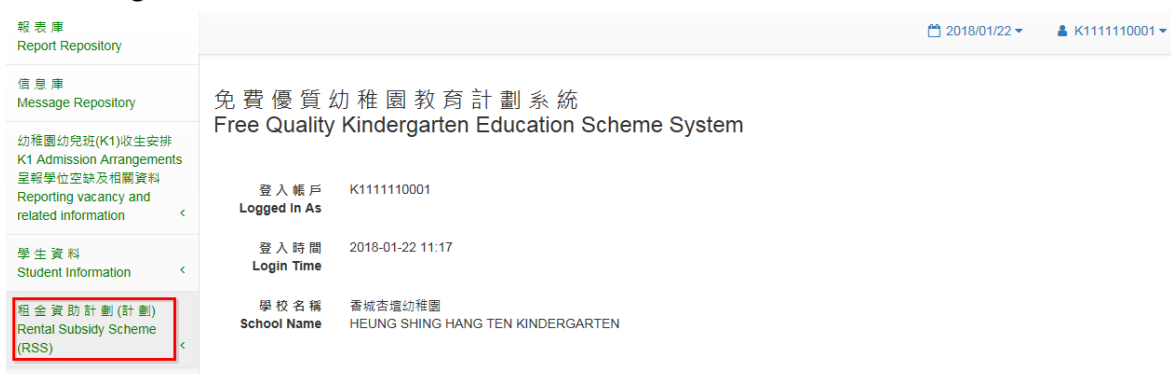 報表庫
Report Repository
信息庫
Message Repository
幼稚園幼兒班(K1)收生安排
K1 Admission Arrangements
呈報學位空缺及相關資料
Reporting vacancy and
related information
學生資料
Student Information
租金資助計劃(計劃)
Rental Subsidy Scheme
(RSS)
2018/01/22 K1111110001
免費優質幼稚園教育計劃系統
Free Quality Kindergarten Education Scheme System
登入帳戶 K1111110001
Logged In As
登入時間 2018-01-22 11:17
Login Time
學校名稱 香城杏壇幼稚園
School Name HEUNG SHING HANG TEN KINDERGARTEN